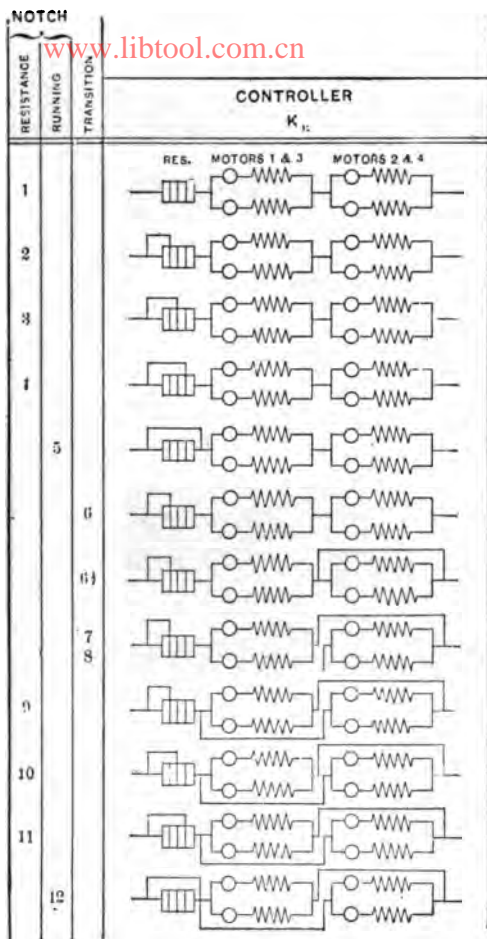 NOTCH
www.libtool.com.cn
RESISTANCE
RUNNING
TRANSITION
CONTROLLER
RES. MOTORS 1 & 3 MOTORS 2 & 4
1
2
3
4
5
6
7
8
9
10
11
12